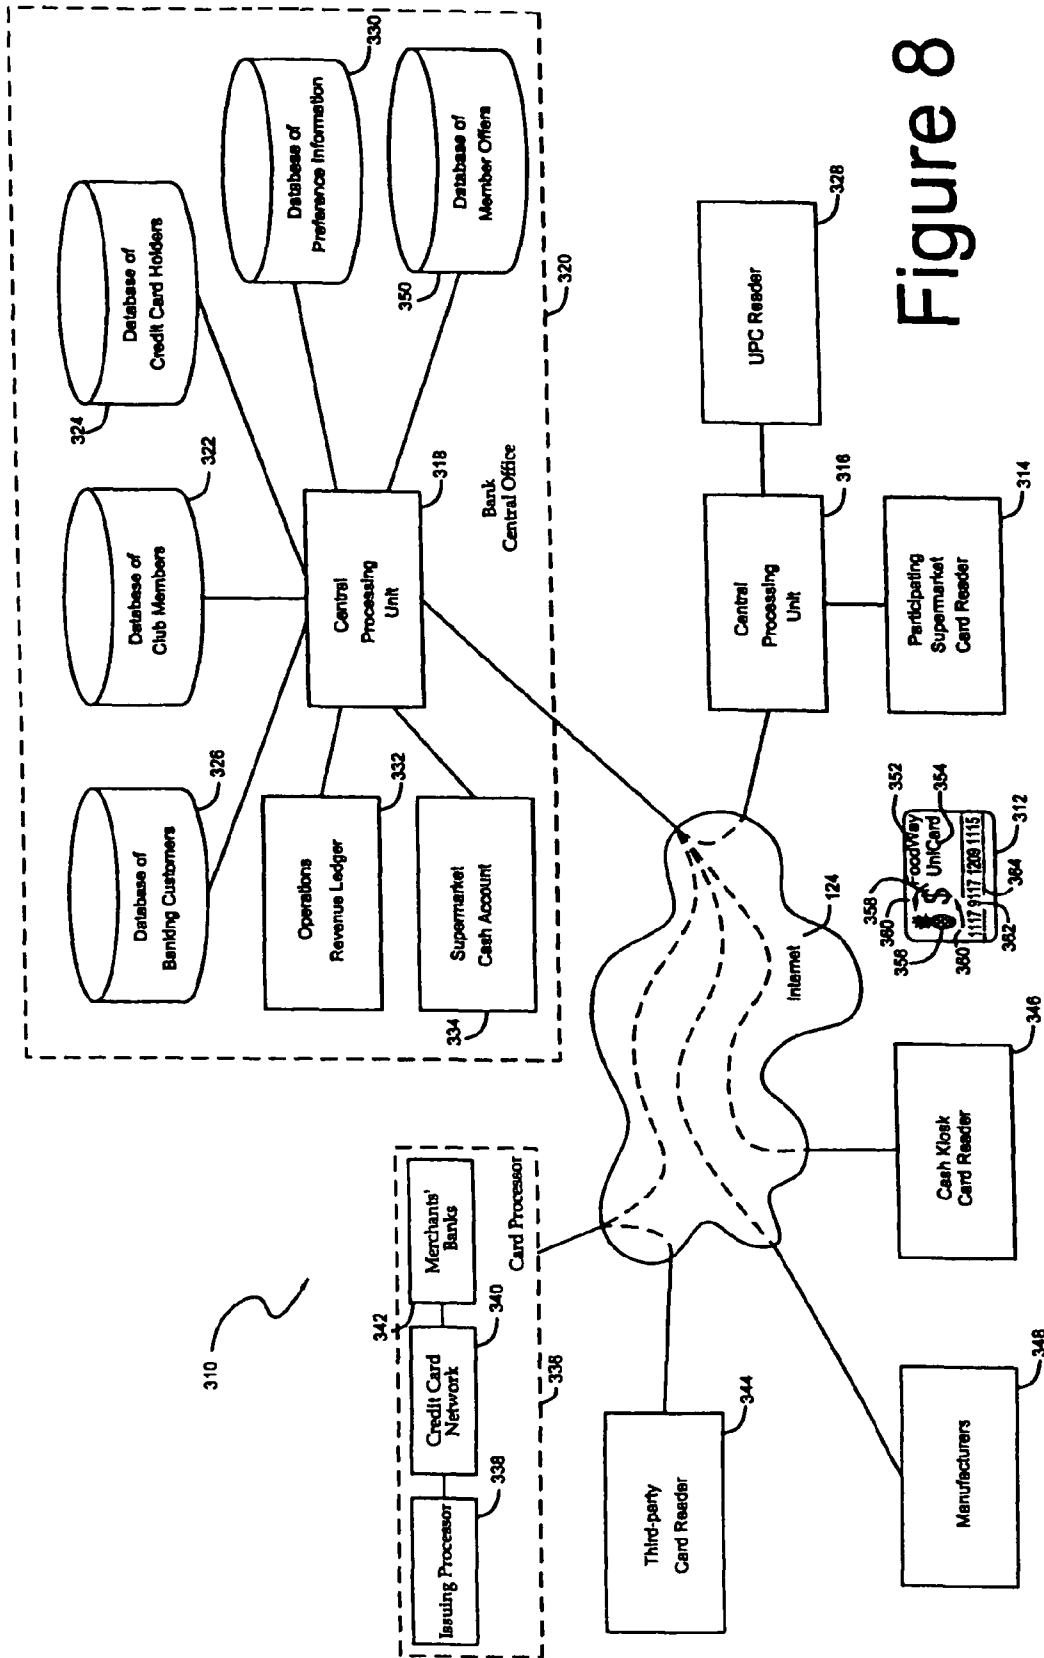 310
Issuing Processor
338
Credit Card
Network
340
342
Merchants'
Banks
Card Processor
336
Database of
Banking Customers
326
Database of
Club Members
322
Database of
Credit Card Holders
324
Database of
Preference Information
330
Database of
Member Offers
350
Operations
Revenue Ledger
332
Supermarket
Cash Account
334
Central
Processing
Unit
318
Bank
Central Office
320
Internet
124
Third-party
Card Reader
344
Manufacturers
348
Cash Kiosk
Card Reader
346
358
360
352
FoodWay
UniCard
354
$
1117 9117 1209 1115
356
360
362
364
312
Central
Processing
Unit
316
Participating
Supermarket
Card Reader
314
UPC Reader
328
Figure 8